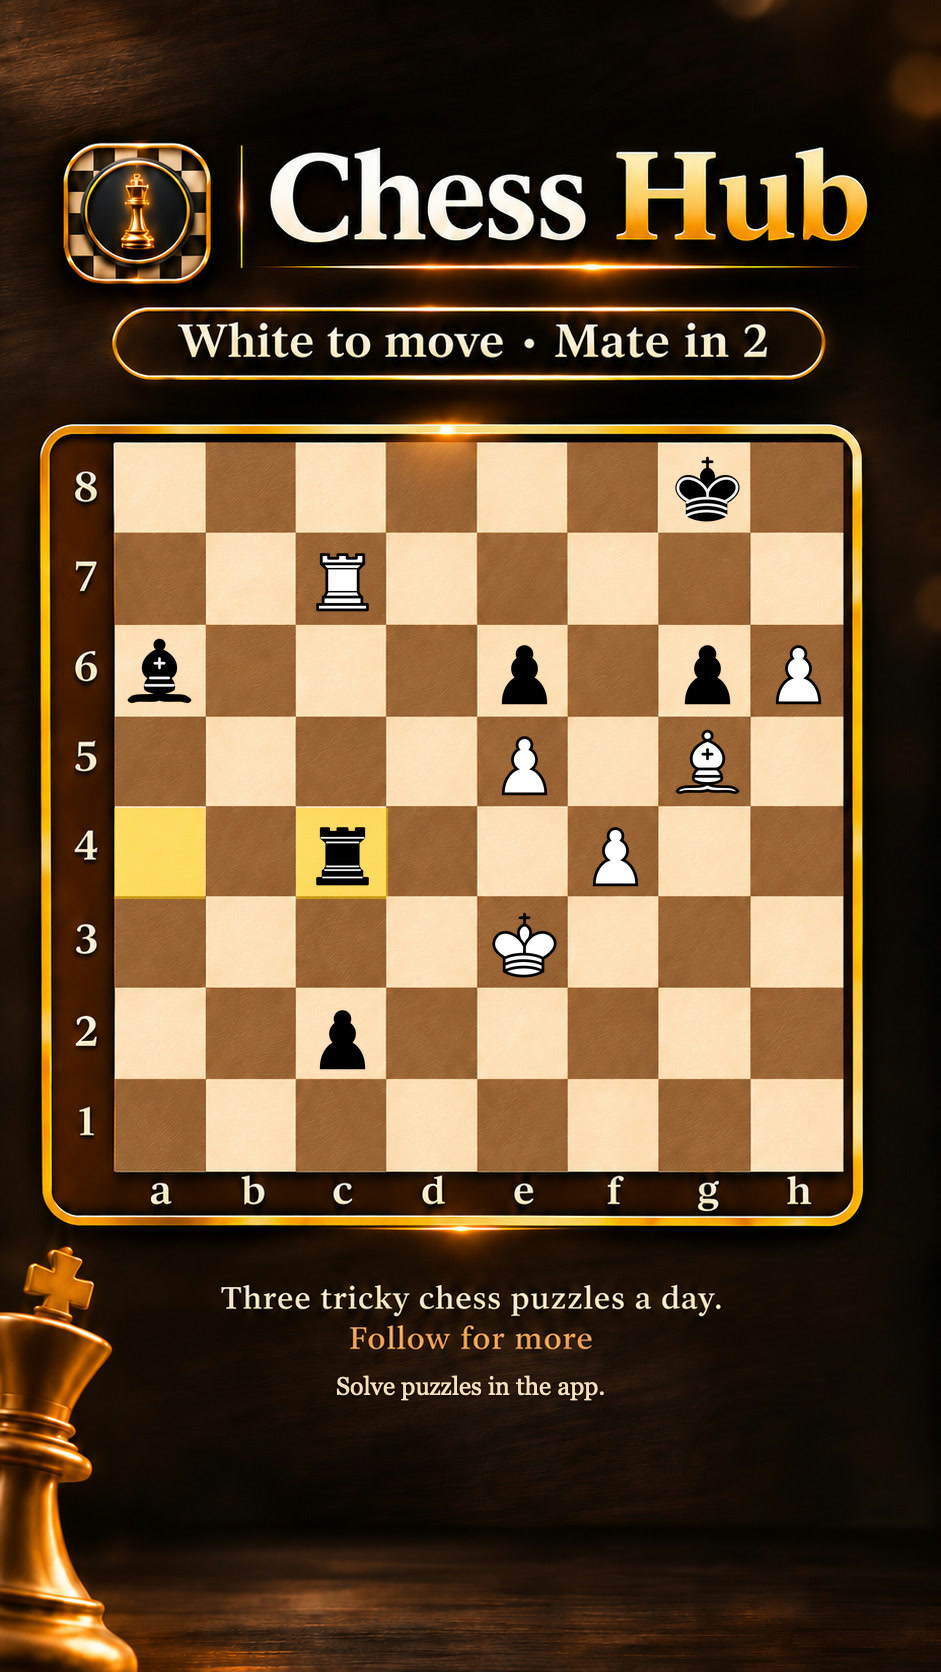 Chess Hub
White to move • Mate in 2
8
7
6
5
4
3
2
1
a b c d e f g h
Three tricky chess puzzles a day.
Follow for more
Solve puzzles in the app.